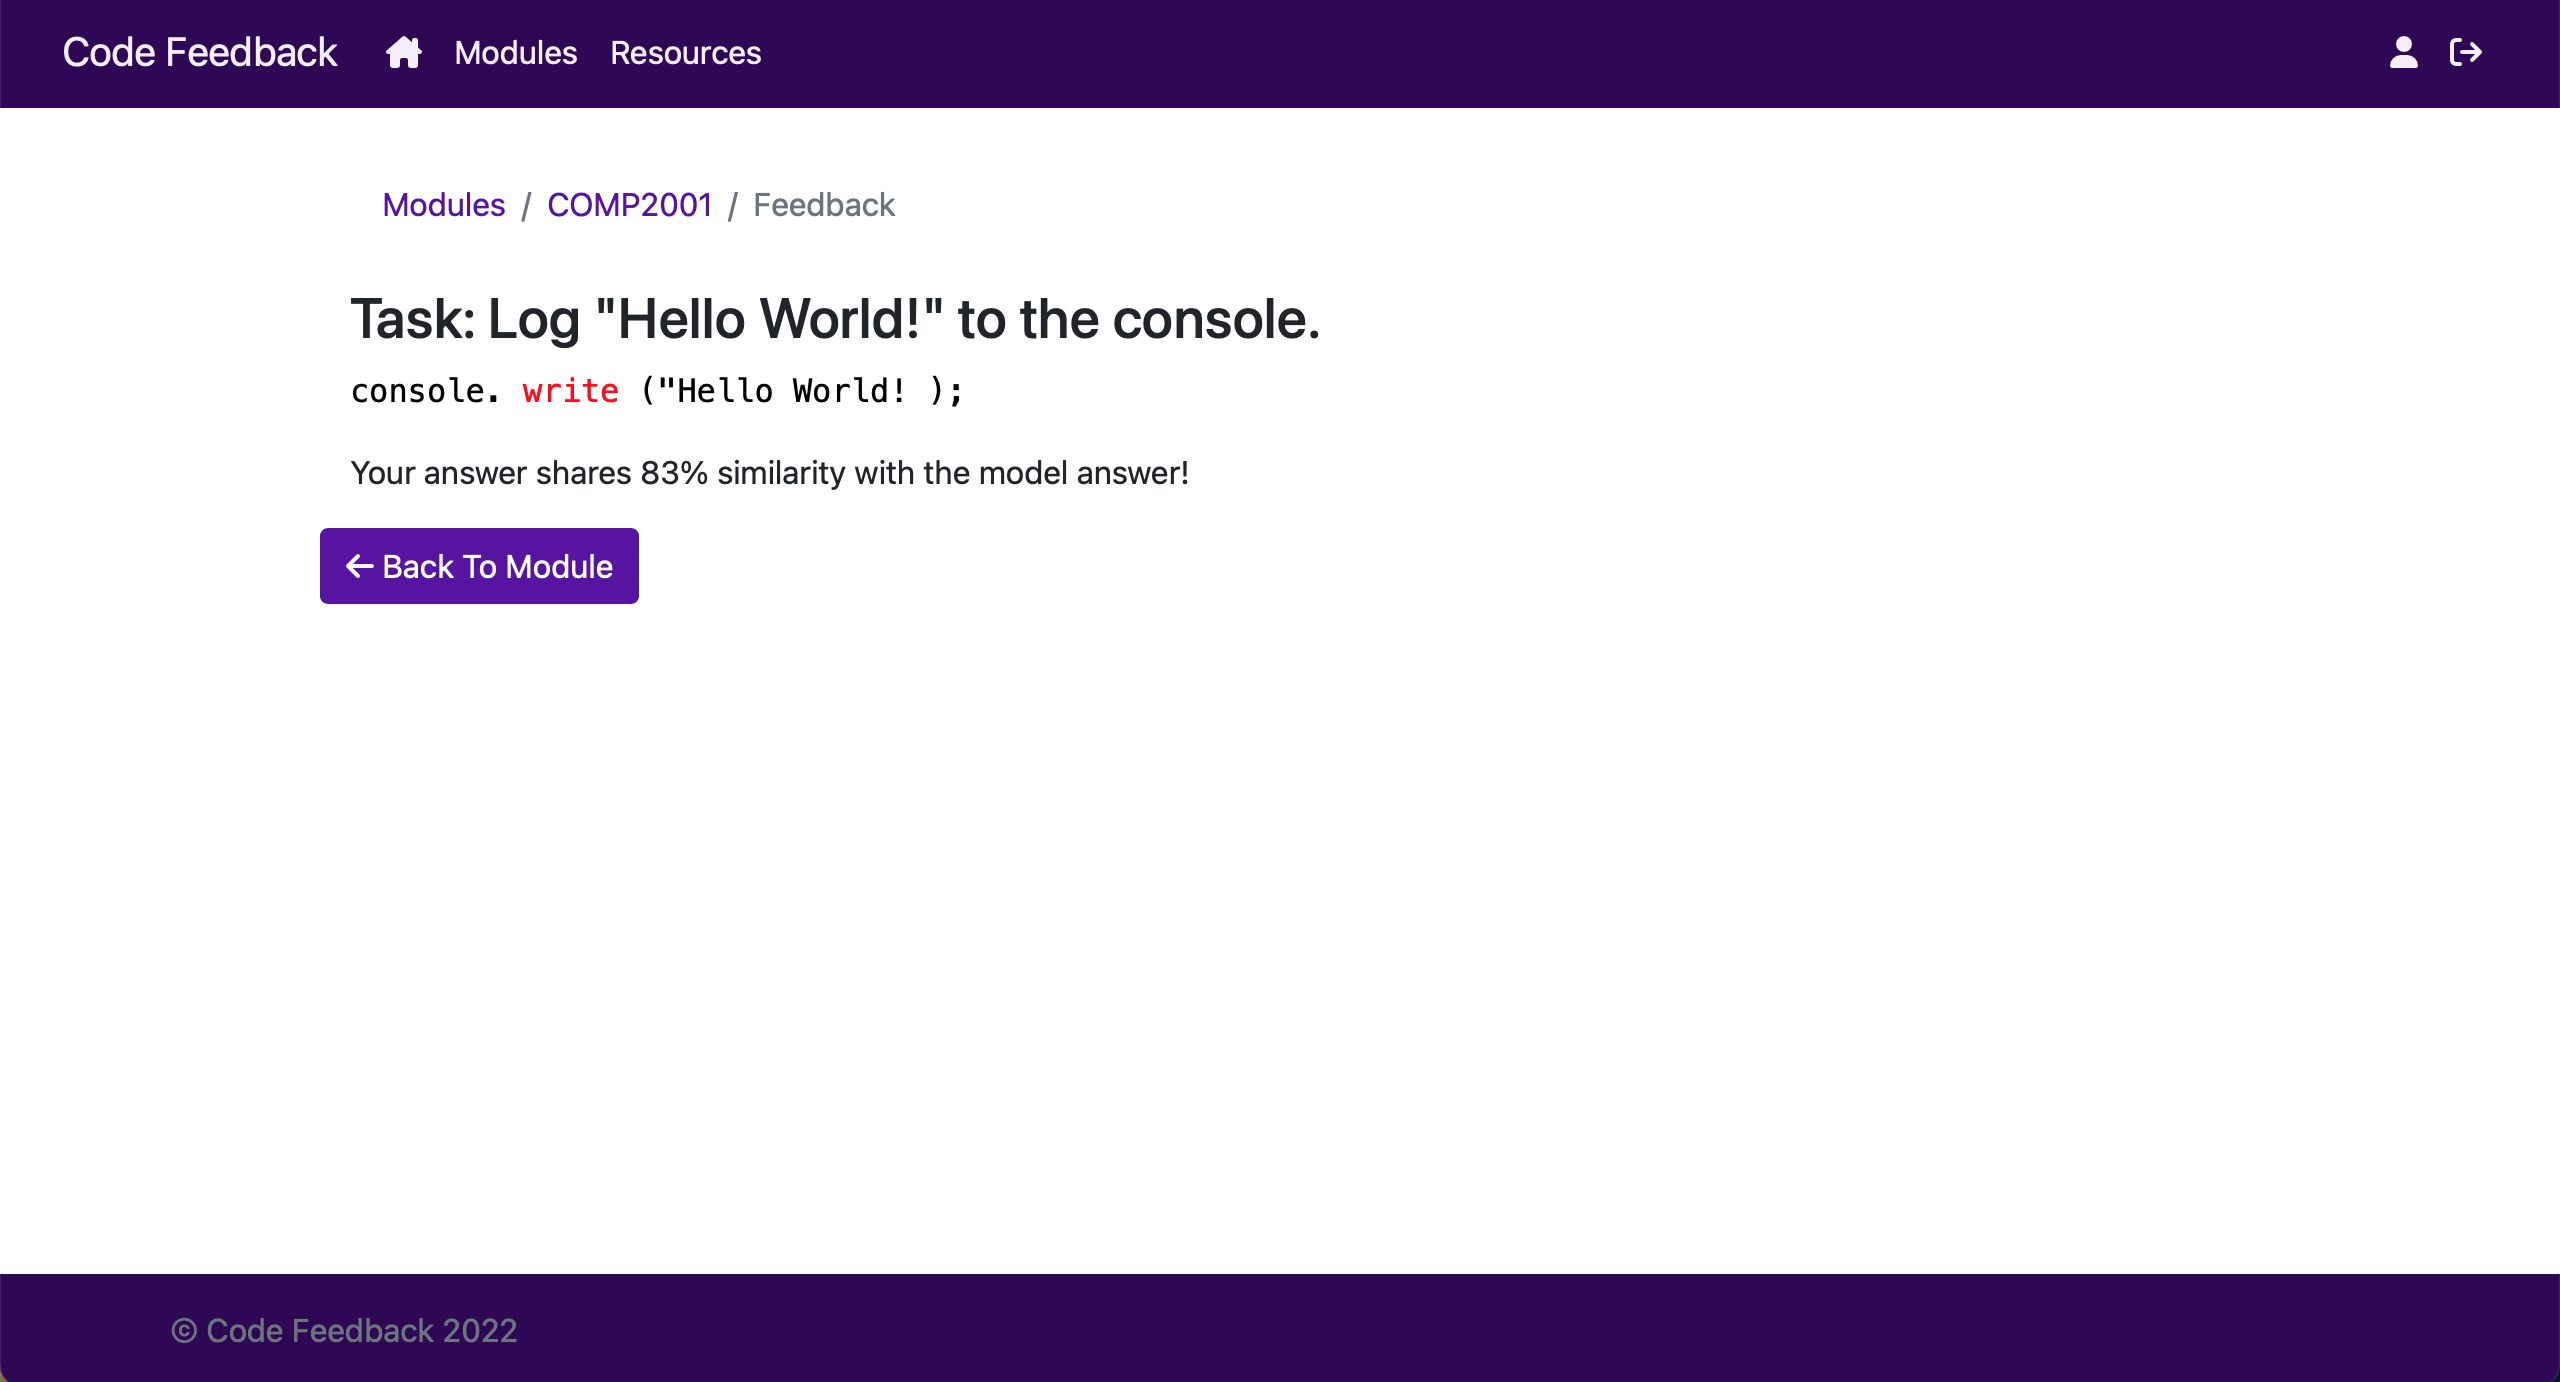 Code Feedback Modules Resources
Modules / COMP2001 / Feedback
Task: Log "Hello World!" to the console.
console. write ("Hello World! );
Your answer shares 83% similarity with the model answer!
Back To Module
© Code Feedback 2022